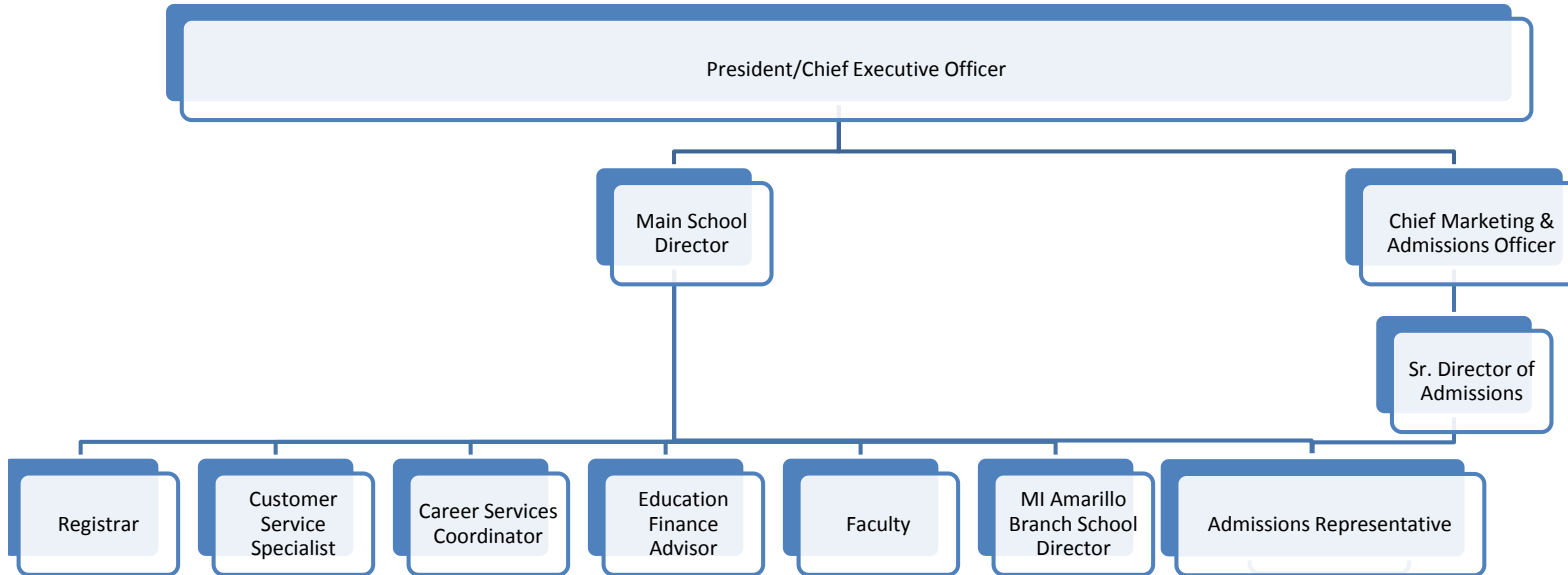 President/Chief Executive Officer
Main School
Director
Chief Marketing &
Admissions Officer
Sr. Director of
Admissions
Registrar
Customer
Service
Specialist
Career Services
Coordinator
Education
Finance
Advisor
Faculty
MI Amarillo
Branch School
Director
Admissions Representative